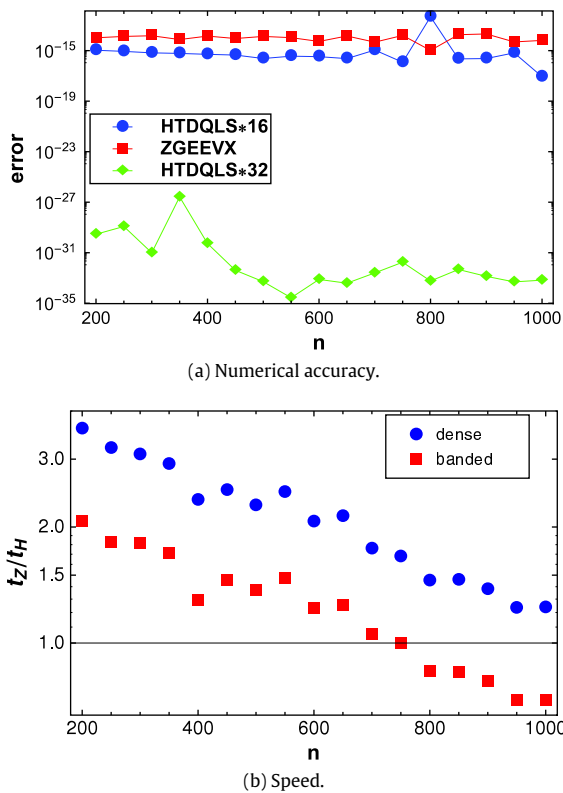 10^-15
10^-19
10^-23
10^-27
10^-31
10^-35
error
HTDQLS*16
ZGEEVX
HTDQLS*32
200 400 600 800 1000
n
(a) Numerical accuracy.
3.0
2.0
1.5
1.0
t_Z/t_H
dense
banded
200 400 600 800 1000
n
(b) Speed.